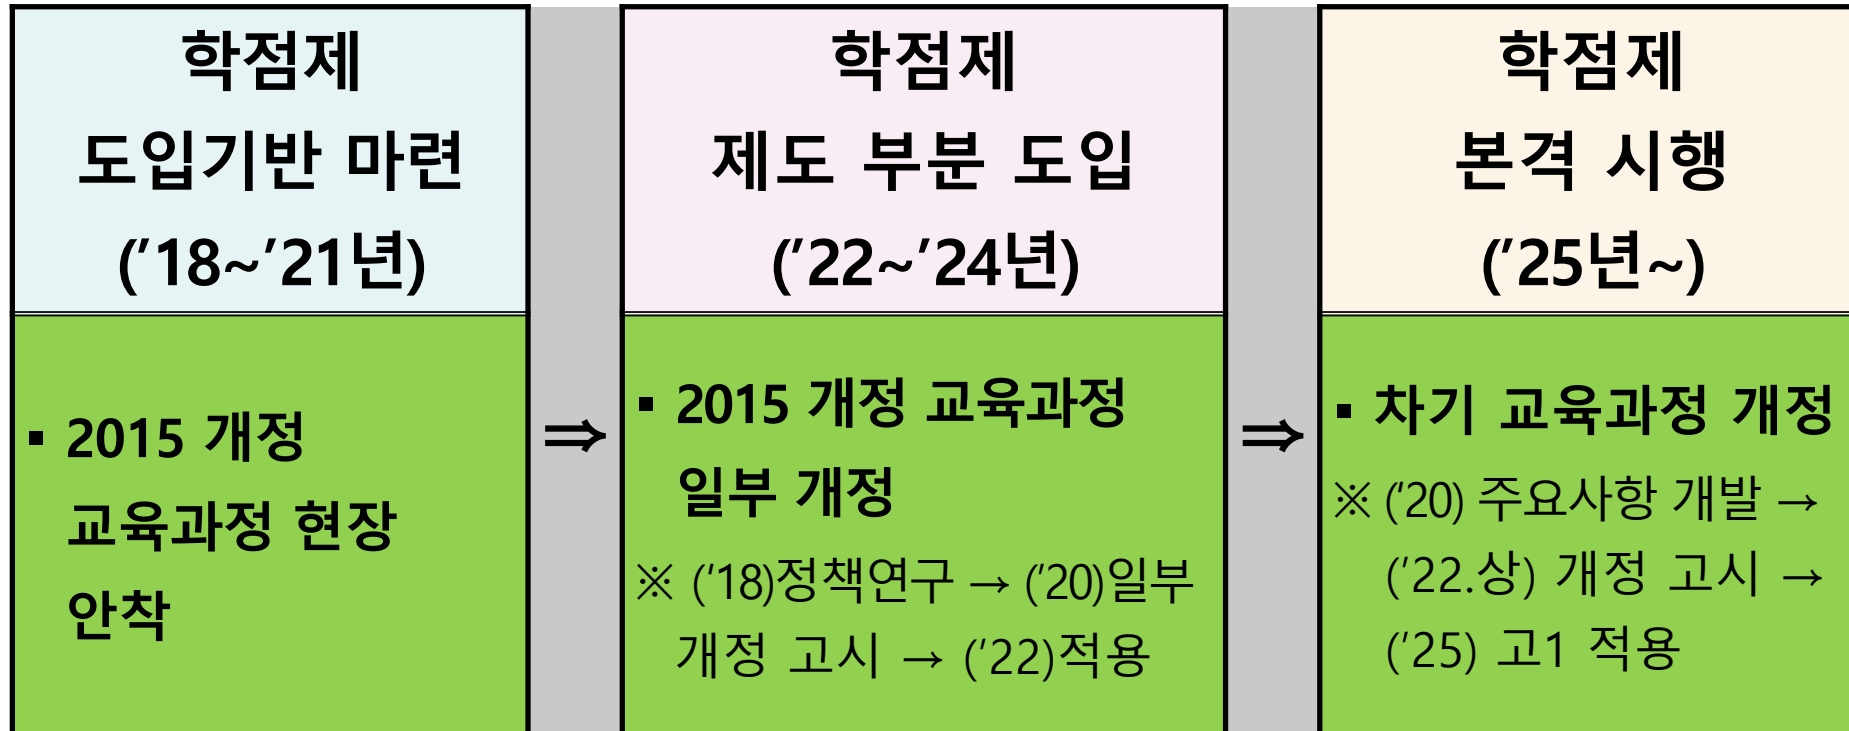 학점제
도입기반 마련
(’18~’21년)
▪ 2015 개정
교육과정 현장
안착
⇒
학점제
제도 부분 도입
(’22~’24년)
▪ 2015 개정 교육과정
일부 개정
※ (’18)정책연구 → (’20)일부
개정 고시 → (’22)적용
⇒
학점제
본격 시행
(’25년~)
▪ 차기 교육과정 개정
※ (’20) 주요사항 개발 →
(’22.상) 개정 고시 →
(’25) 고1 적용